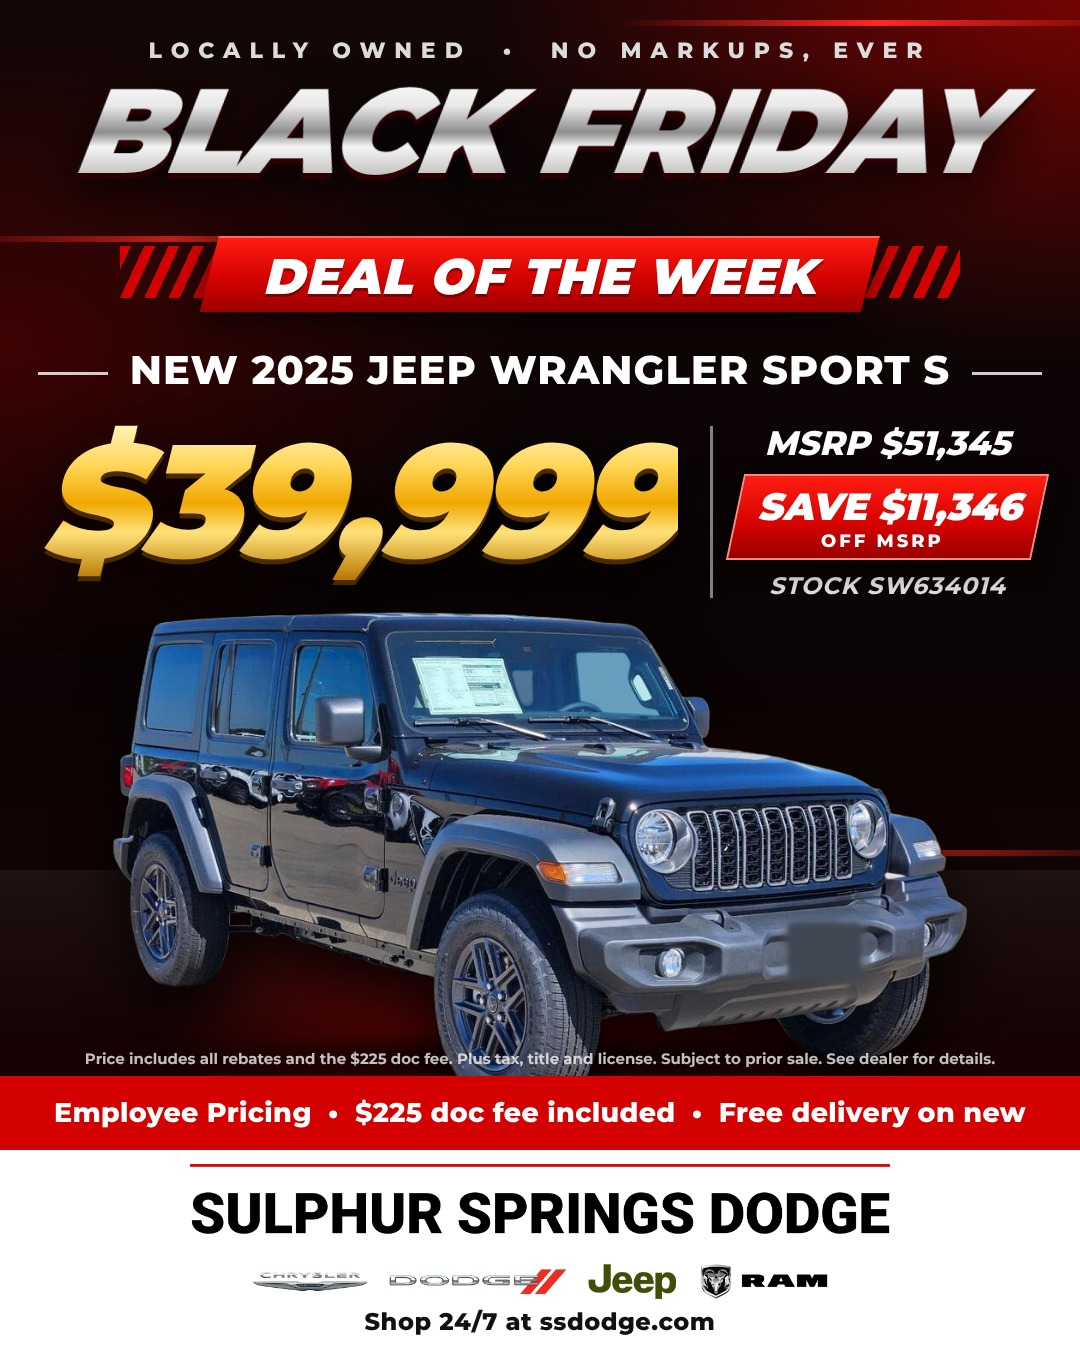 LOCALLY OWNED • NO MARKUPS, EVER
BLACK FRIDAY
DEAL OF THE WEEK
NEW 2025 JEEP WRANGLER SPORT S
$39,999
MSRP $51,345
SAVE $11,346
OFF MSRP
STOCK SW634014
Jeep
Price includes all rebates and the $225 doc fee. Plus tax, title and license. Subject to prior sale. See dealer for details.
Employee Pricing • $225 doc fee included • Free delivery on new
SULPHUR SPRINGS DODGE
CHRYSLER DODGE Jeep RAM
Shop 24/7 at ssdodge.com